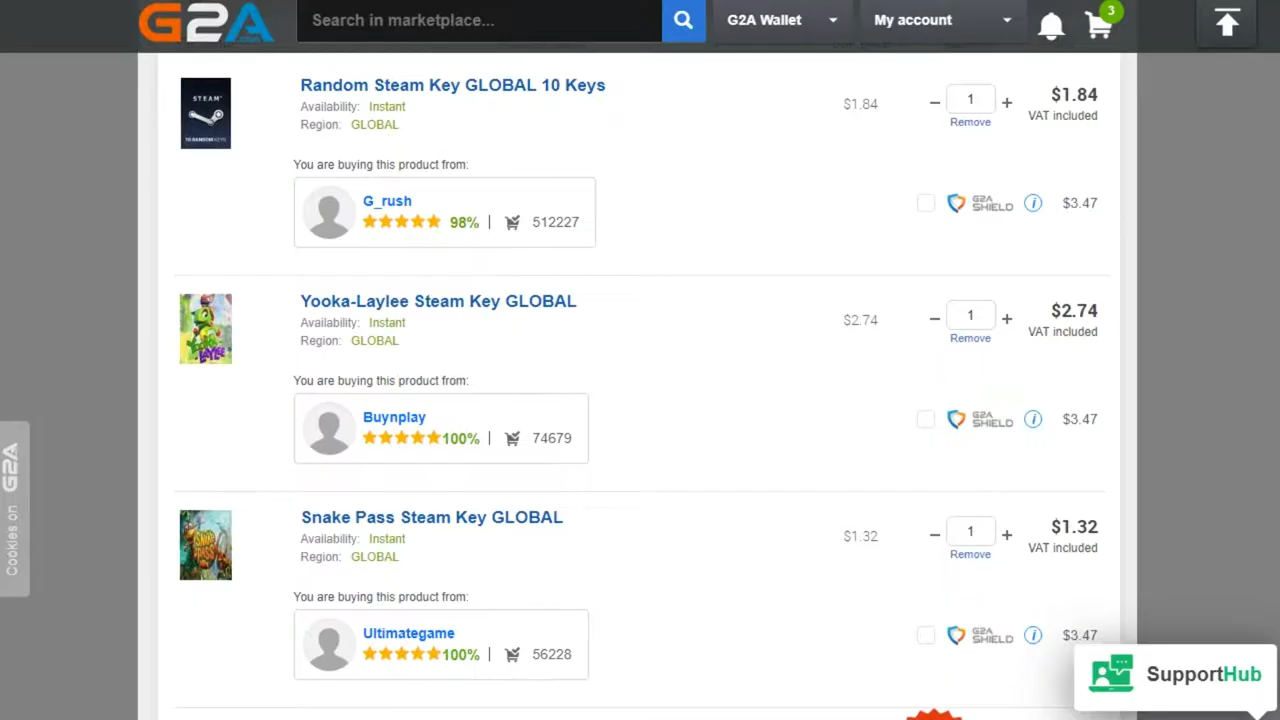 G2A
Search in marketplace...
G2A Wallet
My account
3
STEAM
10 RANDOM KEYS
Random Steam Key GLOBAL 10 Keys
Availability: Instant
Region: GLOBAL
$1.84
− 1 +
Remove
$1.84
VAT included
You are buying this product from:
G_rush
98% | 512227
G2A SHIELD i $3.47
Yooka-Laylee Steam Key GLOBAL
Availability: Instant
Region: GLOBAL
$2.74
− 1 +
Remove
$2.74
VAT included
You are buying this product from:
Buynplay
100% | 74679
G2A SHIELD i $3.47
Snake Pass Steam Key GLOBAL
Availability: Instant
Region: GLOBAL
$1.32
− 1 +
Remove
$1.32
VAT included
You are buying this product from:
Ultimategame
100% | 56228
G2A SHIELD i $3.47
Cookies on G2A
SupportHub